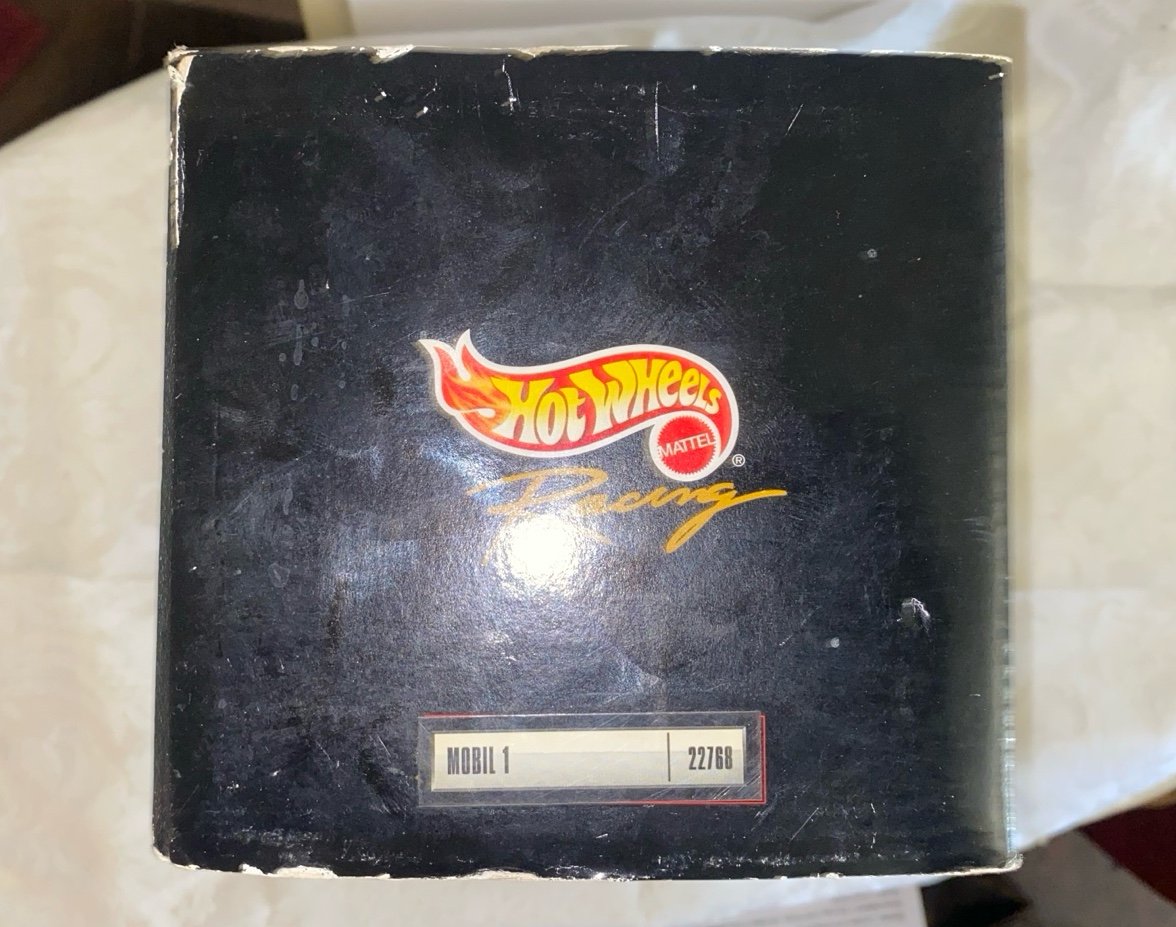 Hot Wheels
MATTEL
®
Racing
MOBIL 1 22768